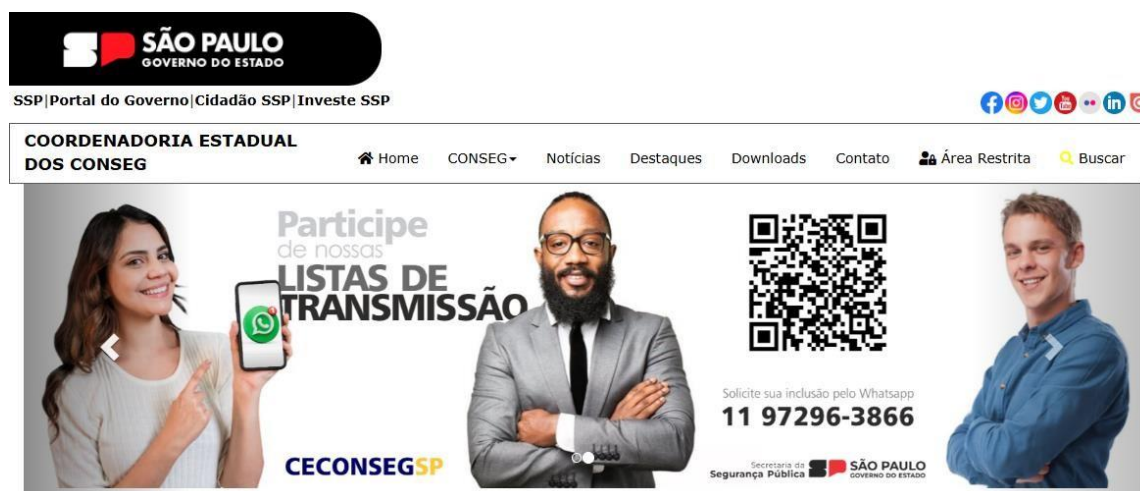 SÃO PAULO
GOVERNO DO ESTADO
SSP|Portal do Governo|Cidadão SSP|Investe SSP
COORDENADORIA ESTADUAL
DOS CONSEG
Home CONSEG Notícias Destaques Downloads Contato Área Restrita Buscar
Participe
de nossas
LISTAS DE
TRANSMISSÃO
CECONSEGSP
Solicite sua inclusão pelo Whatsapp
11 97296-3866
Secretaria da
Segurança Pública
SÃO PAULO
GOVERNO DO ESTADO